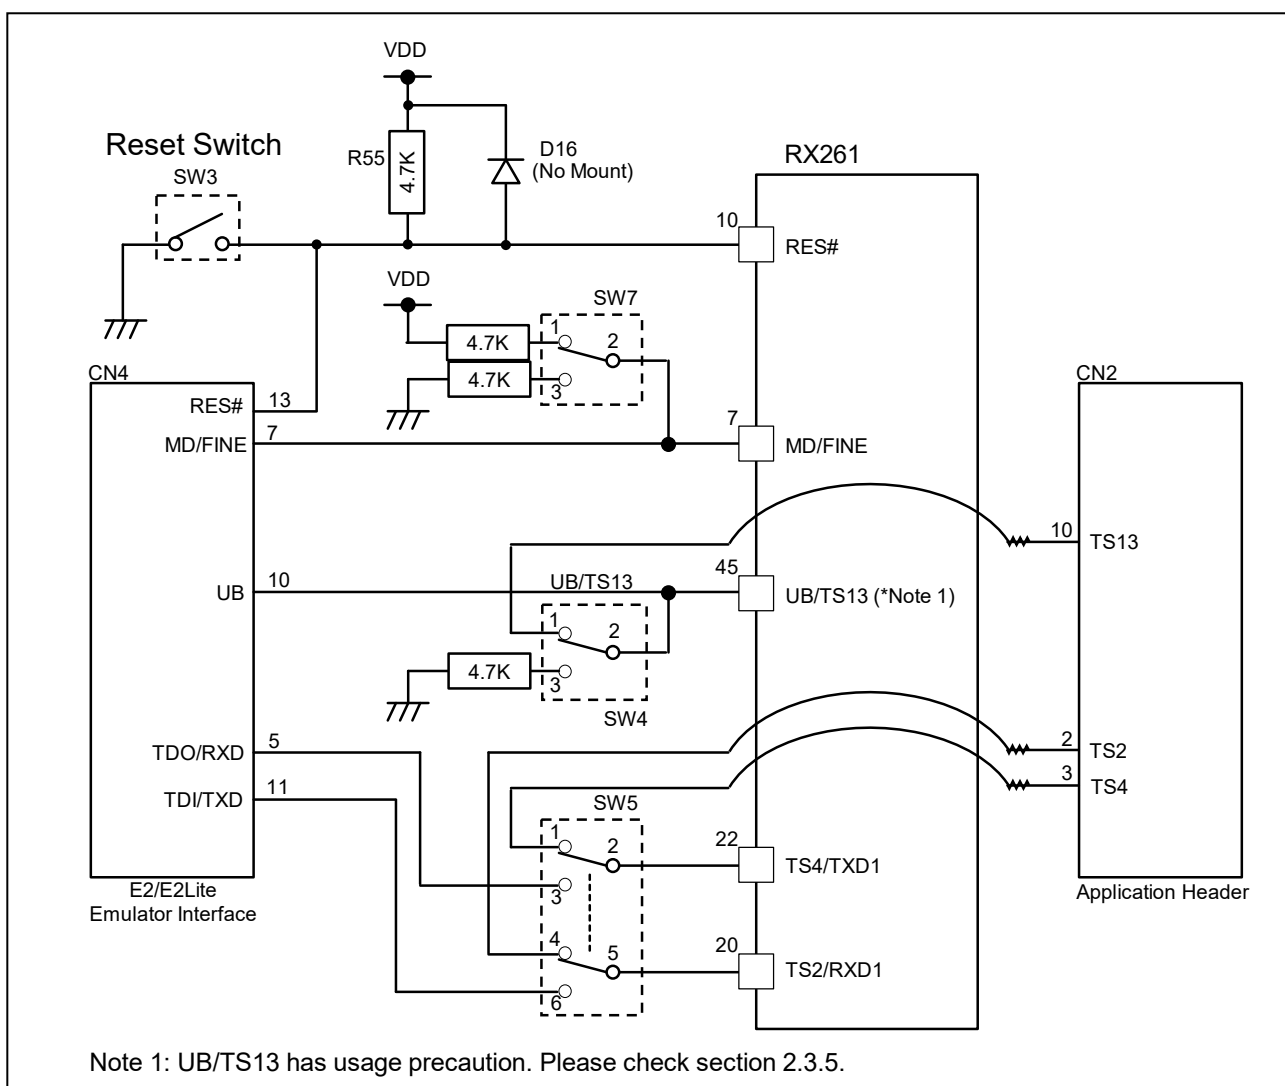 VDD
Reset Switch
SW3
R55
4.7K
D16
(No Mount)
RX261
10
RES#
VDD
SW7
4.7K
1
2
4.7K
3
CN4
RES#
13
MD/FINE
7
7
MD/FINE
CN2
10
TS13
UB
10
UB/TS13
45
UB/TS13 (*Note 1)
1
2
4.7K
3
SW4
TDO/RXD
5
TDI/TXD
11
2
TS2
3
TS4
SW5
1
2
3
22
TS4/TXD1
4
5
6
20
TS2/RXD1
E2/E2Lite
Emulator Interface
Application Header
Note 1: UB/TS13 has usage precaution. Please check section 2.3.5.